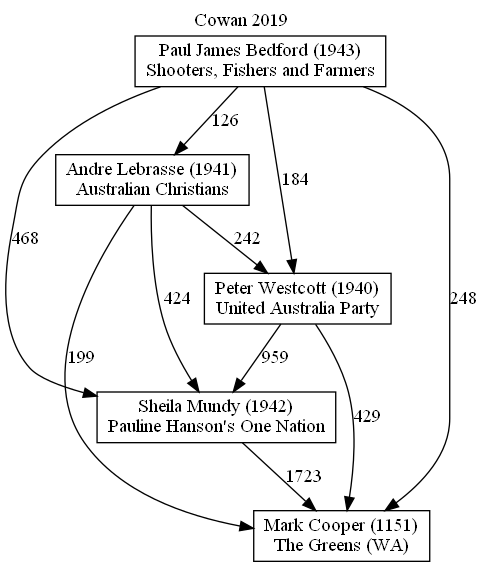 Cowan 2019
Paul James Bedford (1943)
Shooters, Fishers and Farmers
126
Andre Lebrasse (1941)
Australian Christians
184
468
242
Peter Westcott (1940)
United Australia Party
424
248
199
959
Sheila Mundy (1942)
Pauline Hanson's One Nation
429
1723
Mark Cooper (1151)
The Greens (WA)